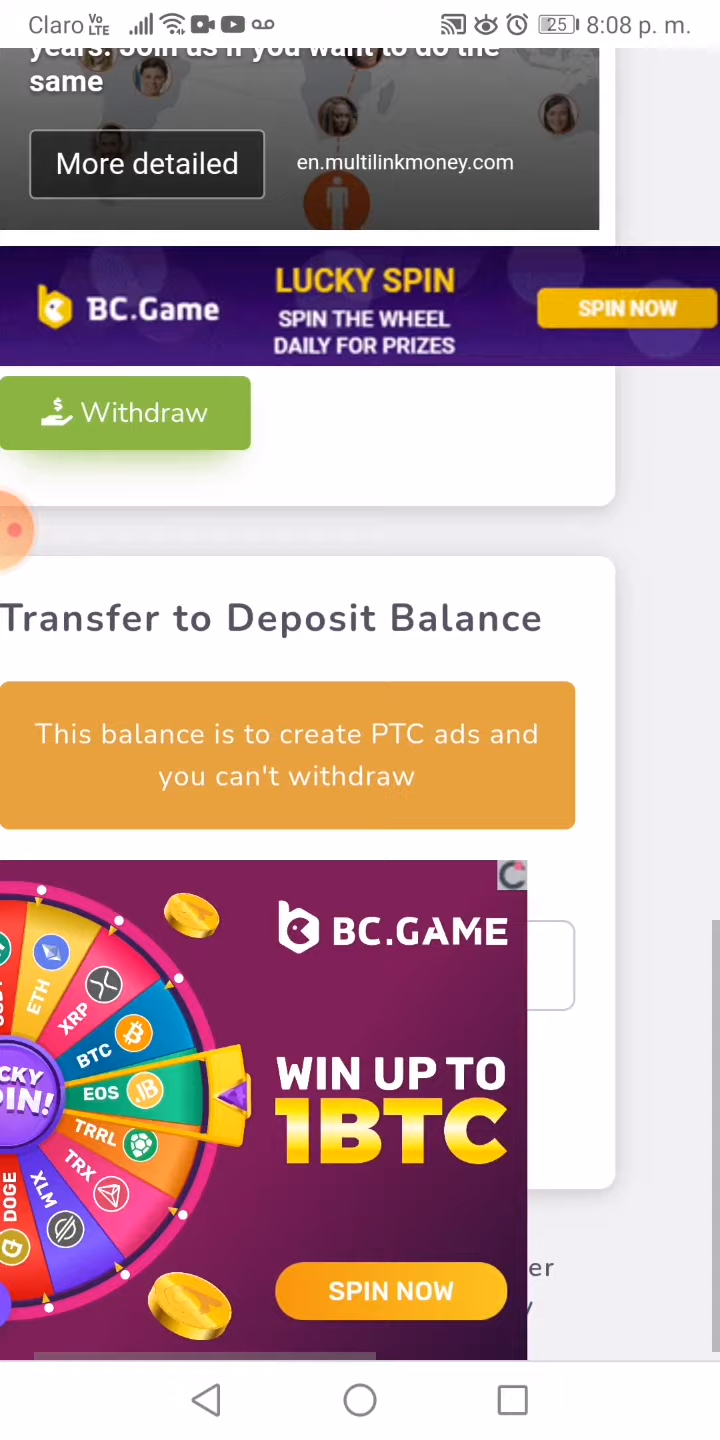 Claro Vo LTE 25 8:08 p. m.
years. Join us if you want to do the
same
More detailed
en.multilinkmoney.com
BC.Game
LUCKY SPIN
SPIN THE WHEEL
DAILY FOR PRIZES
SPIN NOW
Withdraw
Transfer to Deposit Balance
This balance is to create PTC ads and
you can't withdraw
BC.GAME
ETH
XRP
BTC
EOS
TRRL
TRX
XLM
DOGE
WIN UP TO
1BTC
SPIN NOW
er